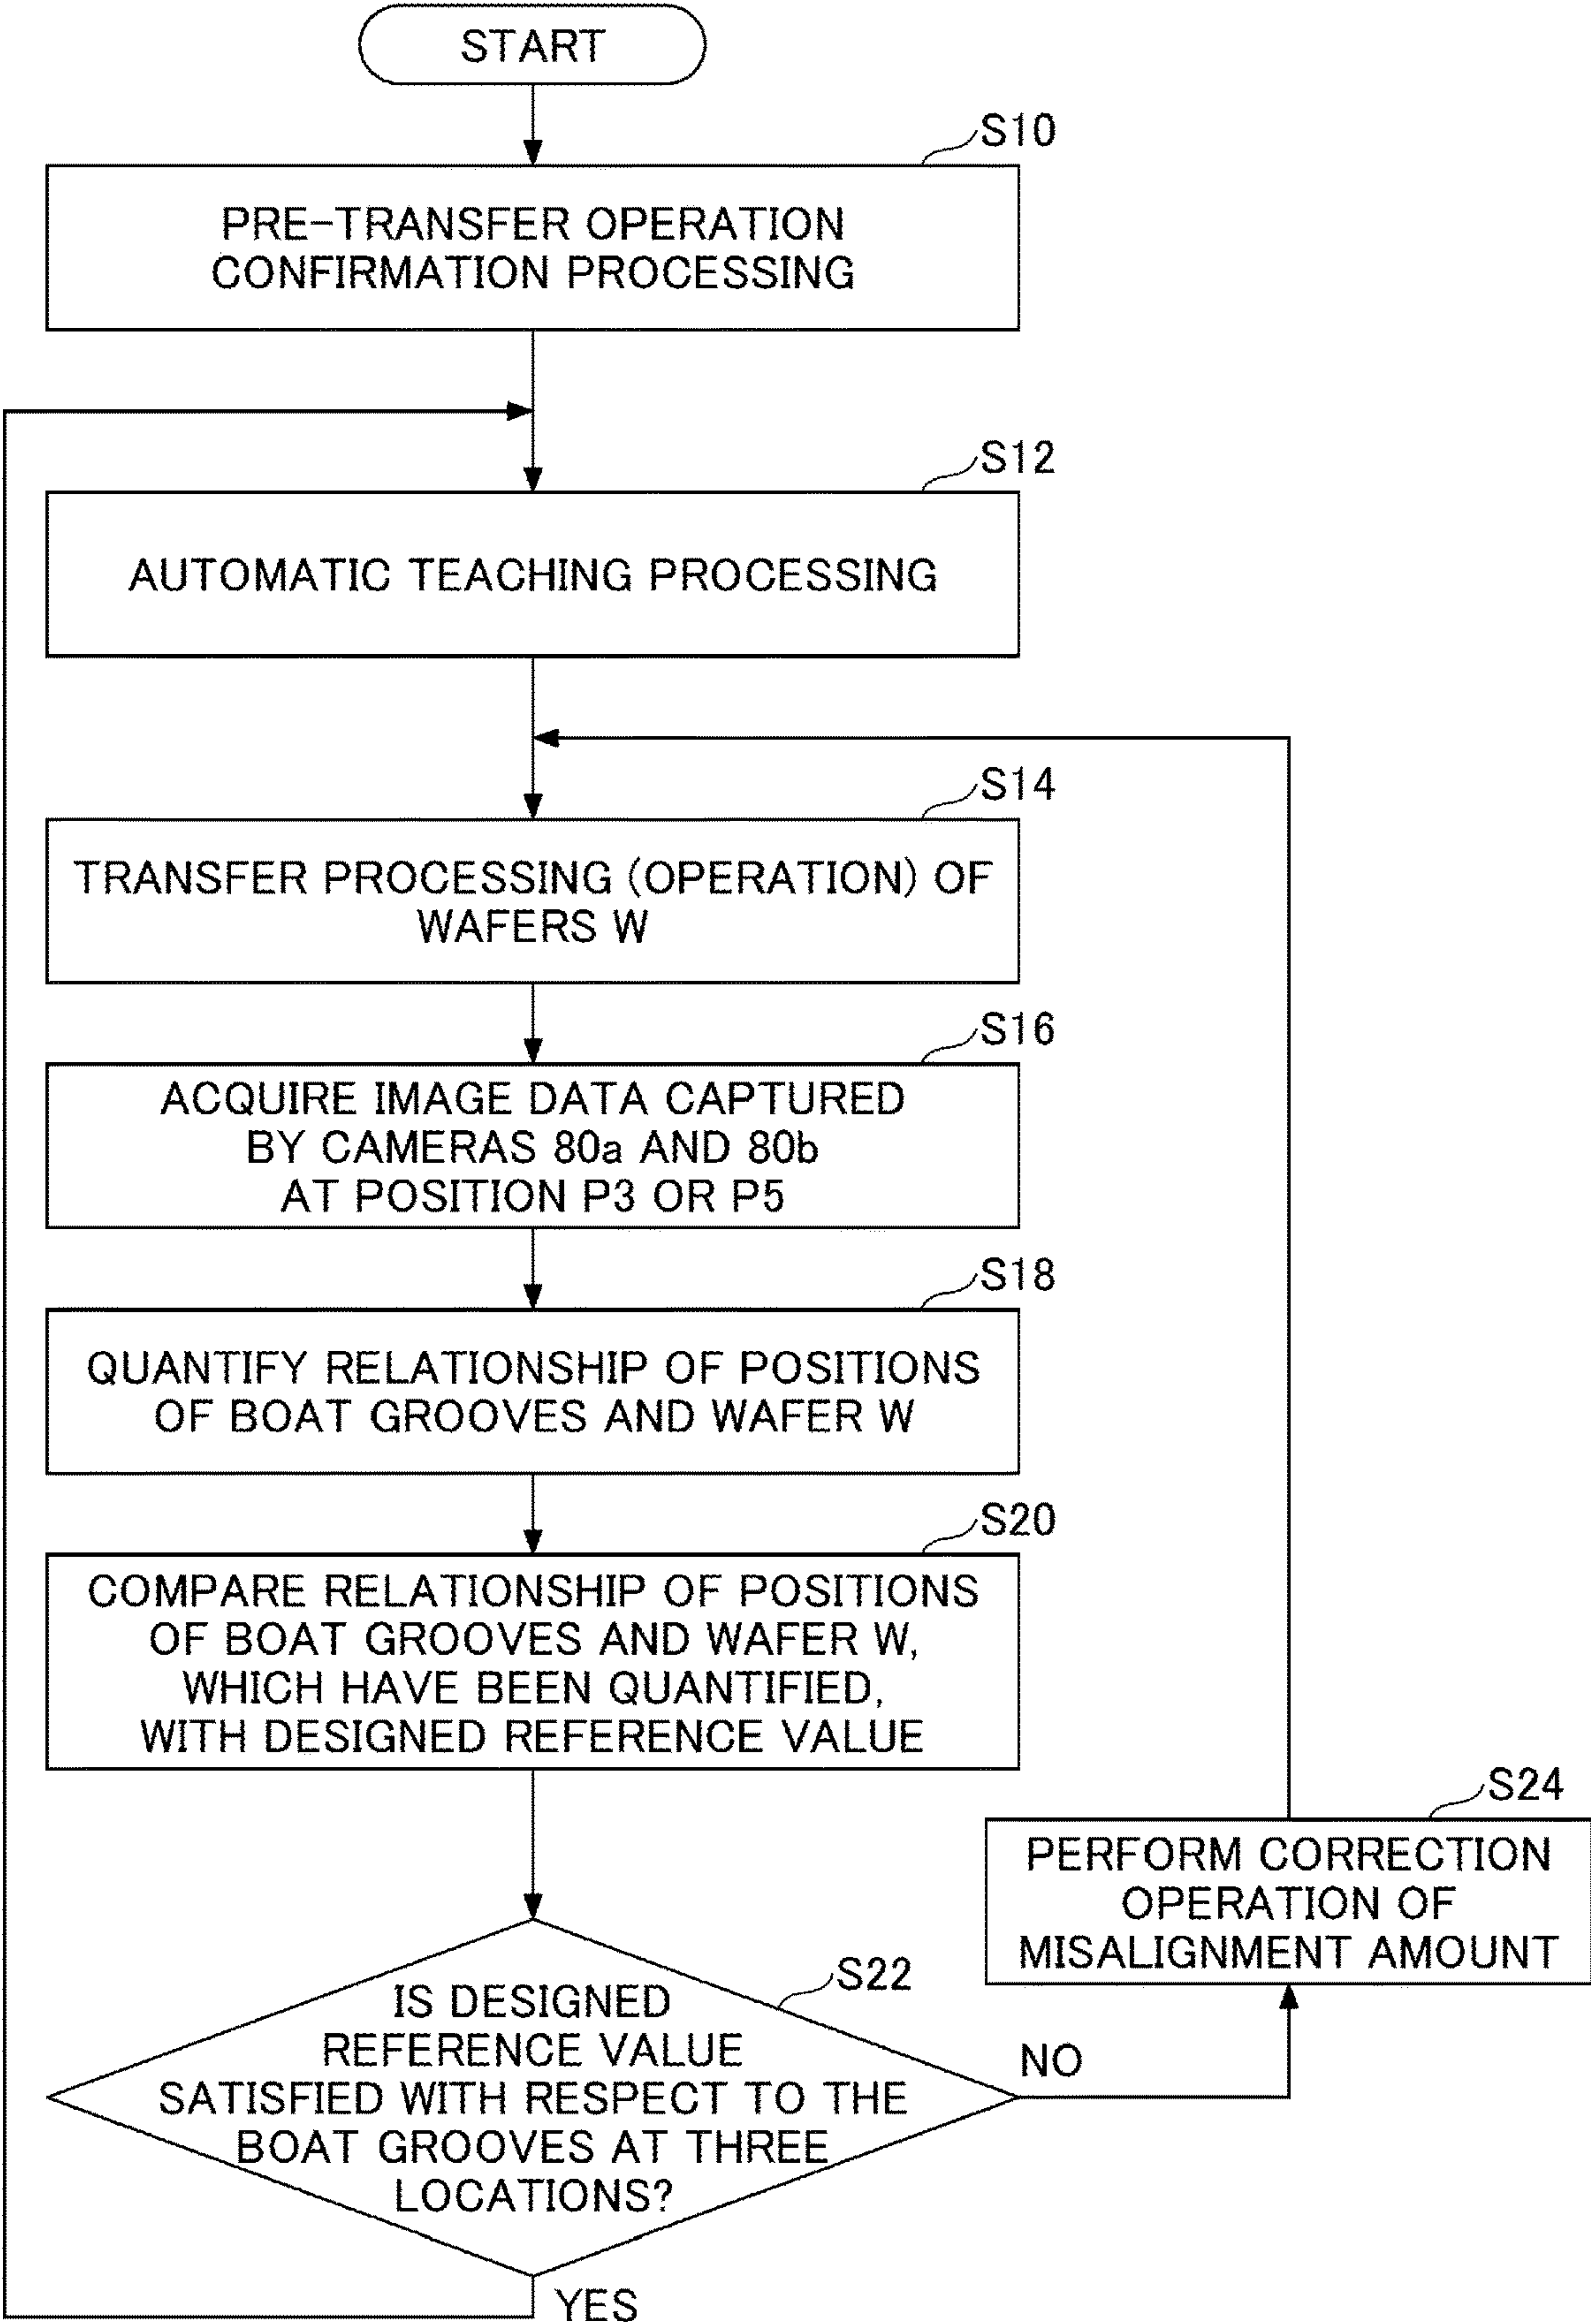 START
S10
PRE-TRANSFER OPERATION
CONFIRMATION PROCESSING
S12
AUTOMATIC TEACHING PROCESSING
S14
TRANSFER PROCESSING (OPERATION) OF
WAFERS W
S16
ACQUIRE IMAGE DATA CAPTURED
BY CAMERAS 80a AND 80b
AT POSITION P3 OR P5
S18
QUANTIFY RELATIONSHIP OF POSITIONS
OF BOAT GROOVES AND WAFER W
S20
COMPARE RELATIONSHIP OF POSITIONS
OF BOAT GROOVES AND WAFER W,
WHICH HAVE BEEN QUANTIFIED,
WITH DESIGNED REFERENCE VALUE
S24
PERFORM CORRECTION
OPERATION OF
MISALIGNMENT AMOUNT
S22
IS DESIGNED
REFERENCE VALUE
SATISFIED WITH RESPECT TO THE
BOAT GROOVES AT THREE
LOCATIONS?
NO
YES